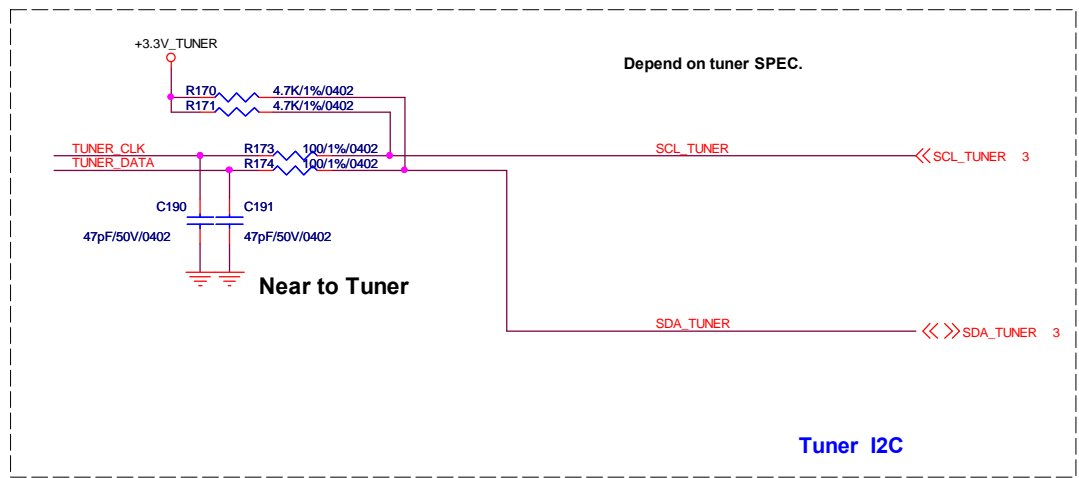 +3.3V_TUNER
Depend on tuner SPEC.
R170 4.7K/1%/0402
R171 4.7K/1%/0402
TUNER_CLK R173 100/1%/0402 SCL_TUNER SCL_TUNER 3
TUNER_DATA R174 100/1%/0402
C190 C191
47pF/50V/0402 47pF/50V/0402
Near to Tuner
SDA_TUNER SDA_TUNER 3
Tuner I2C